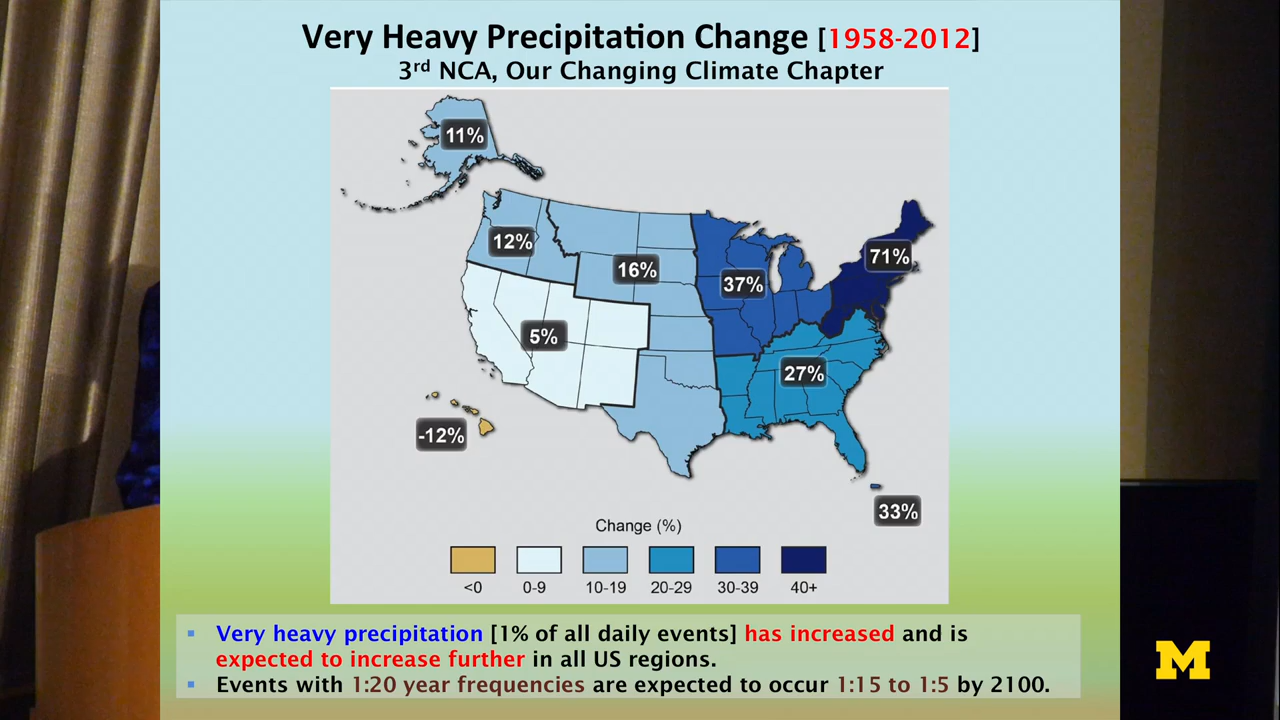 Very Heavy Precipitation Change [1958-2012]
3rd NCA, Our Changing Climate Chapter
11%
12%
16%
71%
37%
5%
27%
-12%
33%
Change (%)
<0 0-9 10-19 20-29 30-39 40+
▪ Very heavy precipitation [1% of all daily events] has increased and is
expected to increase further in all US regions.
▪ Events with 1:20 year frequencies are expected to occur 1:15 to 1:5 by 2100.
M